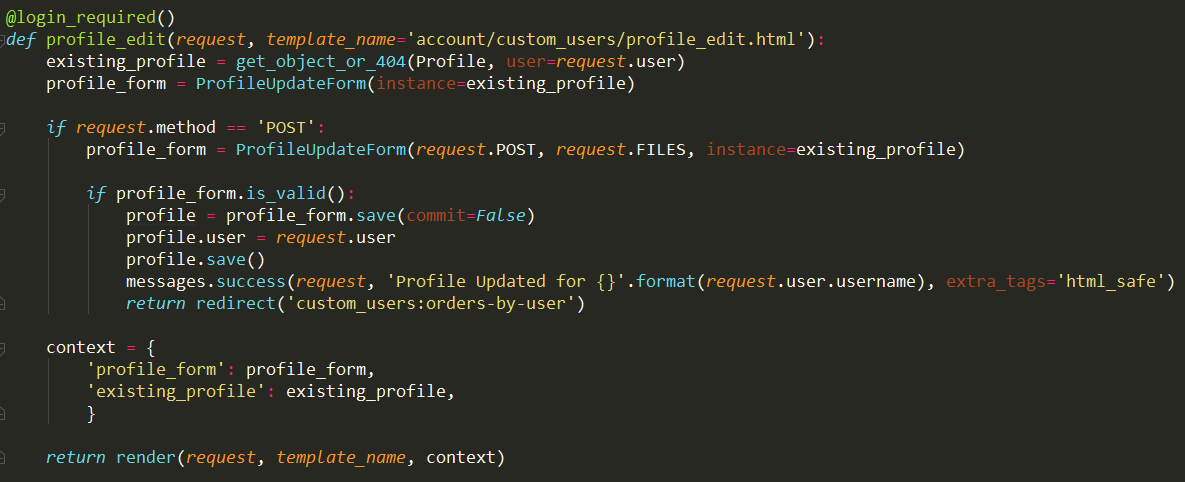 @login_required()
def profile_edit(request, template_name='account/custom_users/profile_edit.html'):
    existing_profile = get_object_or_404(Profile, user=request.user)
    profile_form = ProfileUpdateForm(instance=existing_profile)

    if request.method == 'POST':
        profile_form = ProfileUpdateForm(request.POST, request.FILES, instance=existing_profile)

        if profile_form.is_valid():
            profile = profile_form.save(commit=False)
            profile.user = request.user
            profile.save()
            messages.success(request, 'Profile Updated for {}'.format(request.user.username), extra_tags='html_safe')
            return redirect('custom_users:orders-by-user')

    context = {
        'profile_form': profile_form,
        'existing_profile': existing_profile,
        }

    return render(request, template_name, context)